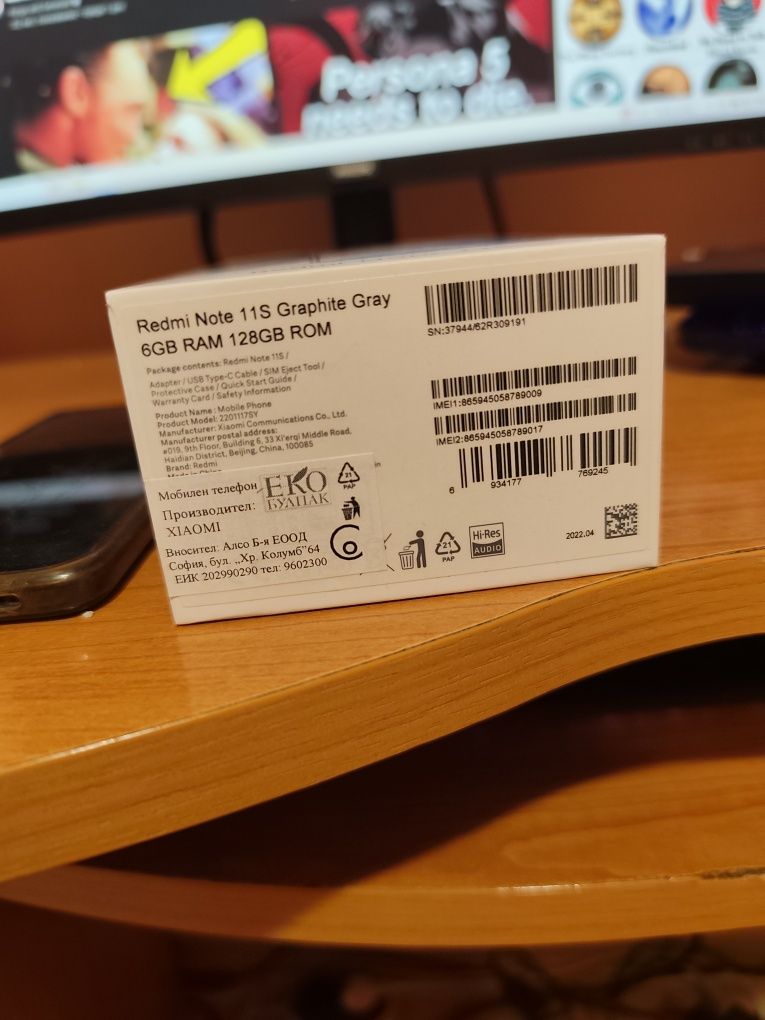 Persona 5
needs to die.
Redmi Note 11S Graphite Gray
6GB RAM 128GB ROM
Package contents: Redmi Note 11S /
Adapter / USB Type-C Cable / SIM Eject Tool /
Protective Case / Quick Start Guide /
Warranty Card / Safety Information
Product Name : Mobile Phone
Product Model: 2201117SY
Manufacturer: Xiaomi Communications Co., Ltd.
Manufacturer postal address:
#019, 9th Floor, Building 6, 33 Xi'erqi Middle Road,
Haidian District, Beijing, China, 100085
Brand: Redmi
Мобилен телефон
Производител:
XIAOMI
Вносител: Алсо Б-я ЕООД
София, бул. „Хр. Колумб”64
ЕИК 202990290 тел: 9602300
ЕКО
БУЛПАК
21
PAP
SN:37944/62R309191
IMEI1:865945058789009
IMEI2:865945058789017
6 934177 769245
21
PAP
Hi-Res
AUDIO
2022.04